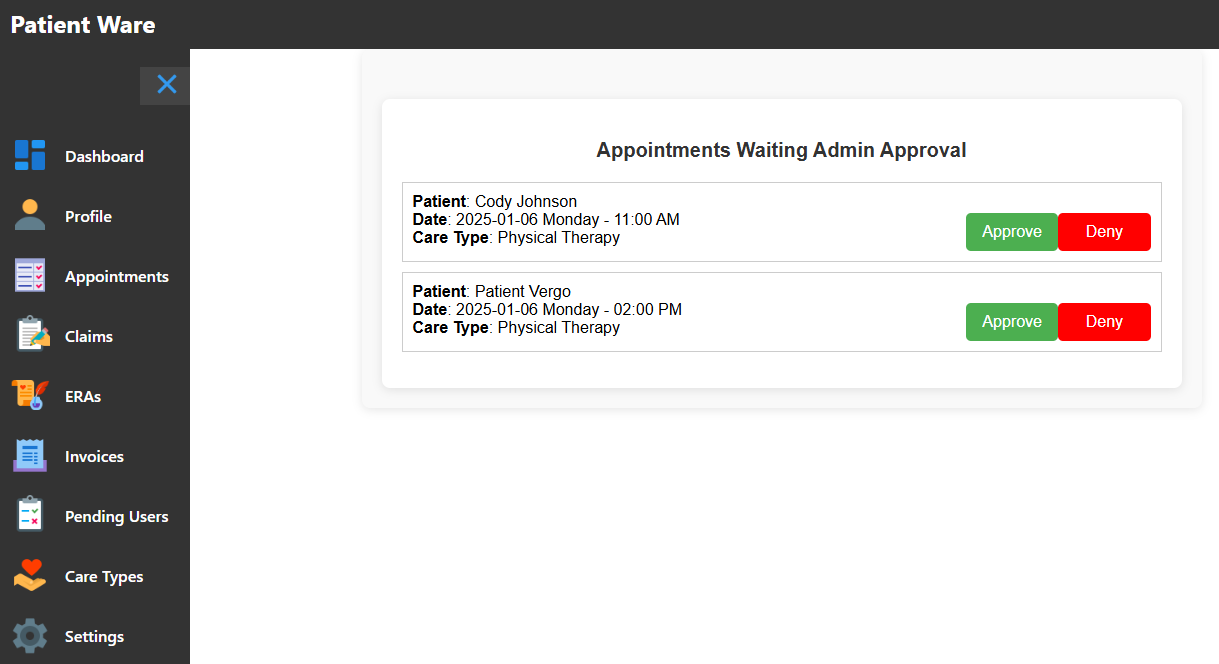 Patient Ware
Dashboard
Profile
Appointments
Claims
ERAs
Invoices
Pending Users
Care Types
Settings
Appointments Waiting Admin Approval
Patient: Cody Johnson
Date: 2025-01-06 Monday - 11:00 AM
Care Type: Physical Therapy
Approve Deny
Patient: Patient Vergo
Date: 2025-01-06 Monday - 02:00 PM
Care Type: Physical Therapy
Approve Deny